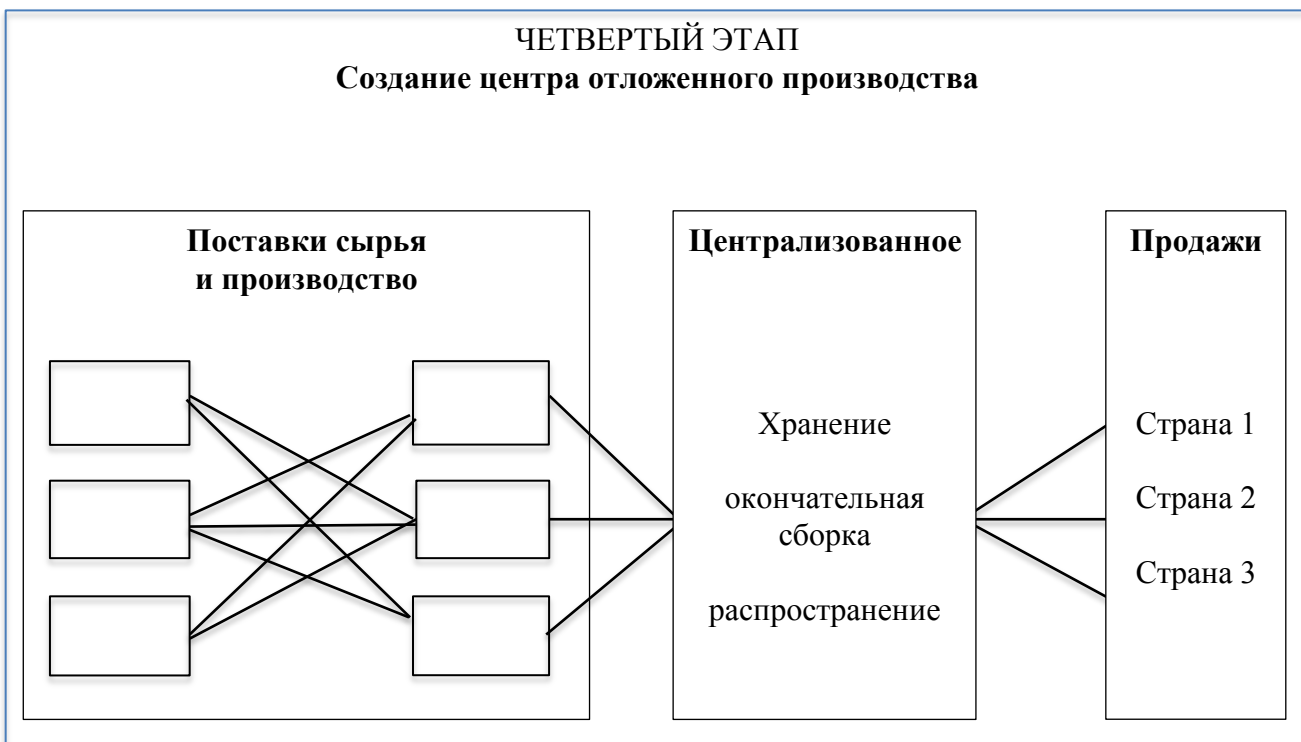 ЧЕТВЕРТЫЙ ЭТАП
Создание центра отложенного производства
Поставки сырья
и производство
Централизованное
Хранение
окончательная
сборка
распространение
Продажи
Страна 1
Страна 2
Страна 3